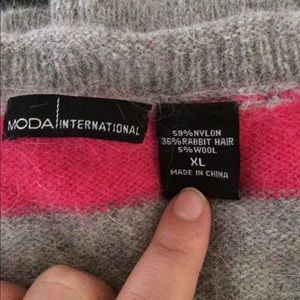 MODA INTERNATIONAL
59%NYLON
36%RABBIT HAIR
5%WOOL
XL
MADE IN CHINA